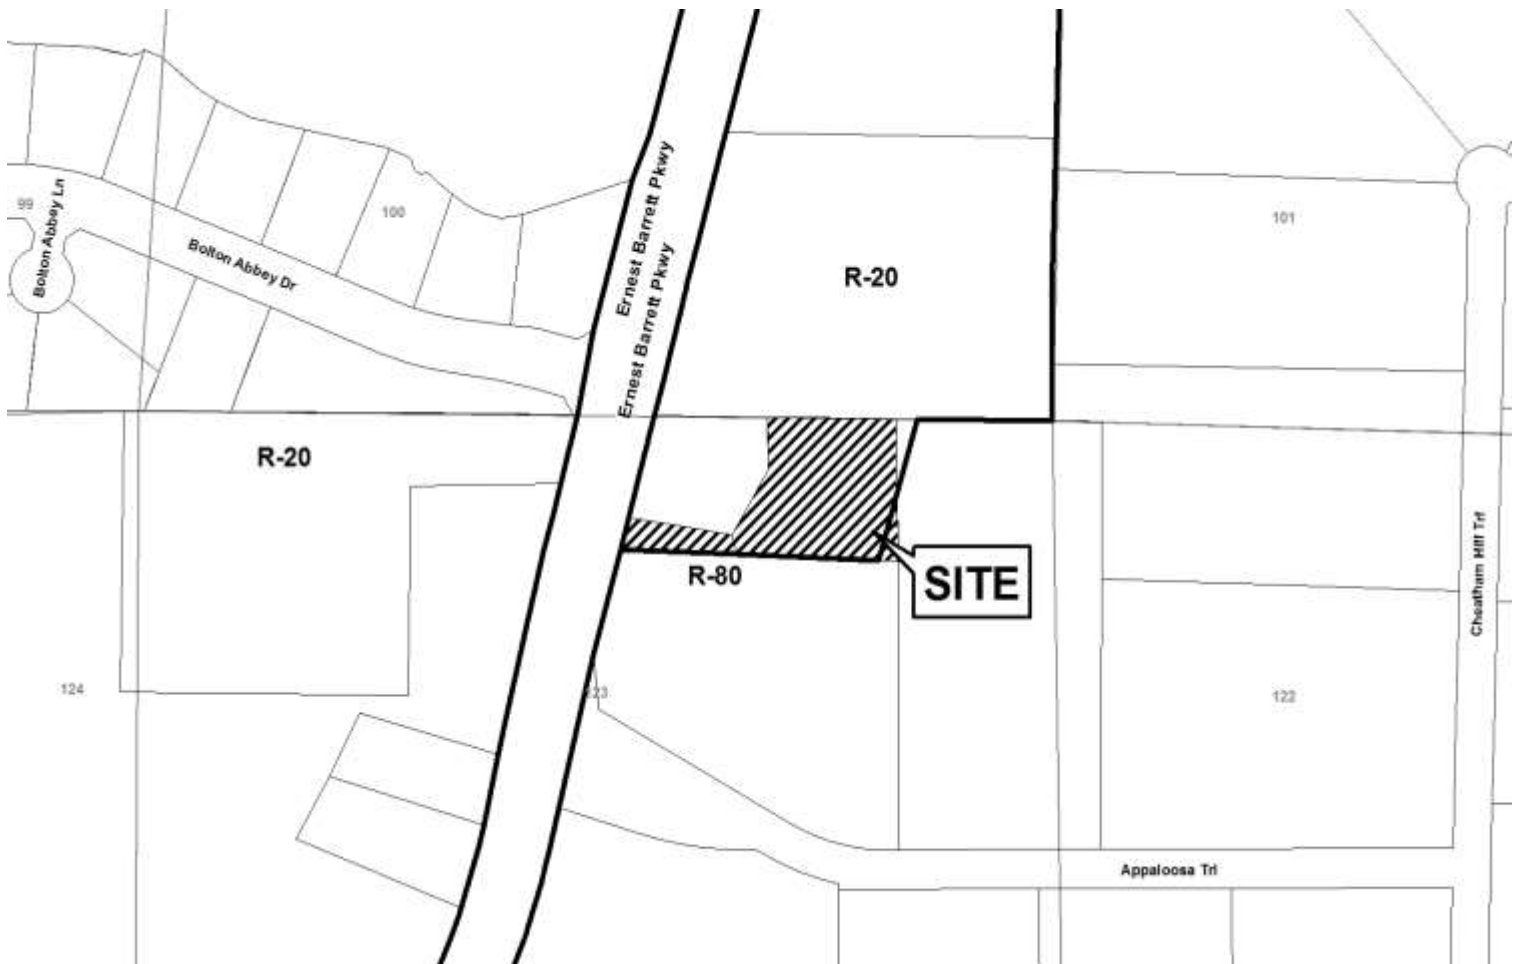 Ernest Barrett Pkwy
Ernest Barrett Pkwy
Bolton Abbey Ln
99
100
101
Bolton Abbey Dr
R-20
R-20
SITE
R-80
Cheatham Hill Trl
124
123
122
Appaloosa Trl